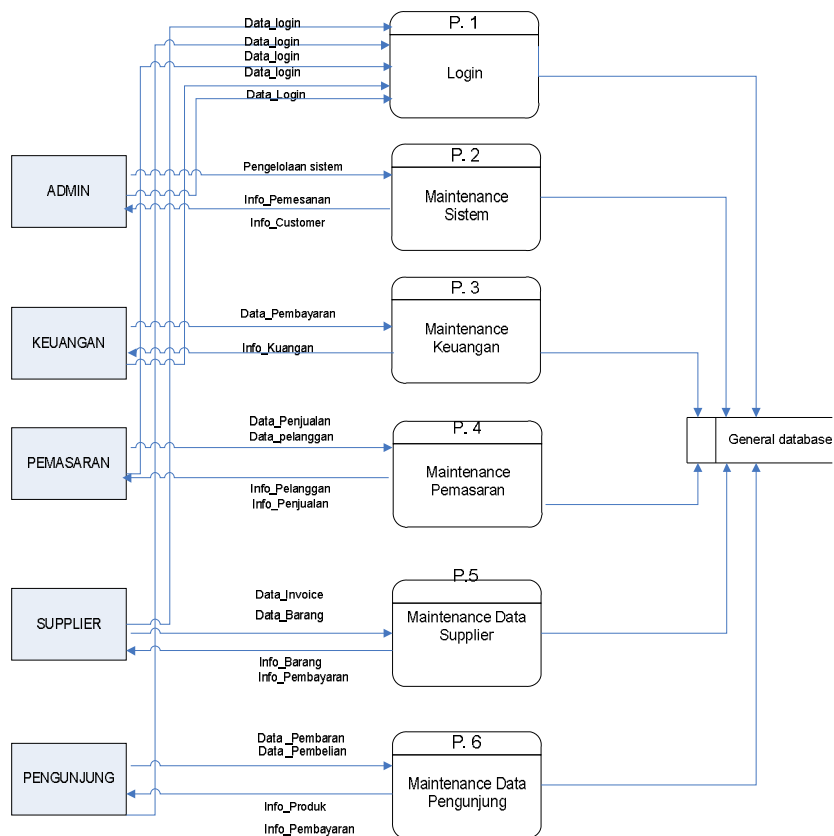 Data_login
Data_login
Data_login
Data_login
Data_Login
P. 1
Login
ADMIN
Pengelolaan sistem
Info_Pemesanan
Info_Customer
P. 2
Maintenance
Sistem
KEUANGAN
Data_Pembayaran
Info_Kuangan
P. 3
Maintenance
Keuangan
PEMASARAN
Data_Penjualan
Data_pelanggan
Info_Pelanggan
Info_Penjualan
P. 4
Maintenance
Pemasaran
General database
SUPPLIER
Data_Invoice
Data_Barang
Info_Barang
Info_Pembayaran
P.5
Maintenance Data
Supplier
PENGUNJUNG
Data _Pembaran
Data _Pembelian
Info_Produk
Info_Pembayaran
P. 6
Maintenance Data
Pengunjung